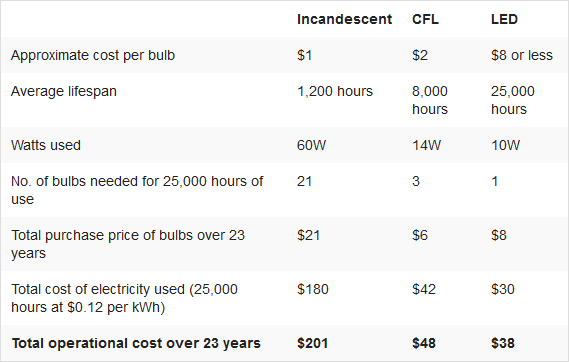 Incandescent CFL LED
Approximate cost per bulb $1 $2 $8 or less
Average lifespan 1,200 hours 8,000 25,000
hours hours
Watts used 60W 14W 10W
No. of bulbs needed for 25,000 hours of 21 3 1
use
Total purchase price of bulbs over 23 $21 $6 $8
years
Total cost of electricity used (25,000 $180 $42 $30
hours at $0.12 per kWh)
Total operational cost over 23 years $201 $48 $38